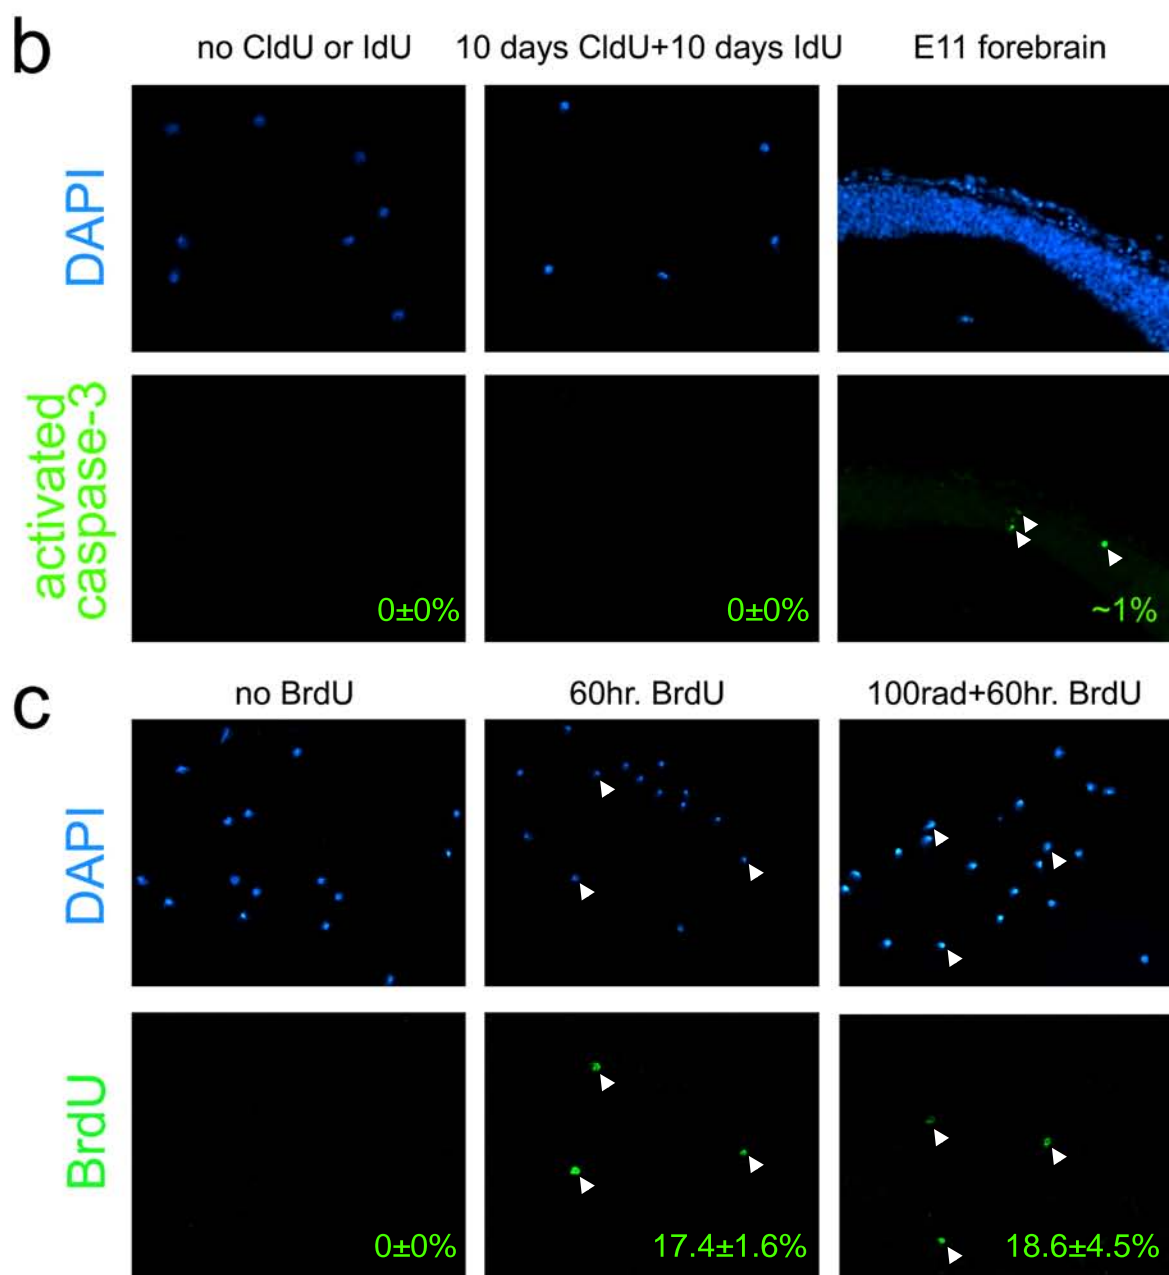 b
no CldU or IdU
10 days CldU+10 days IdU
E11 forebrain
DAPI
activated
caspase-3
0±0%
0±0%
~1%
c
no BrdU
60hr. BrdU
100rad+60hr. BrdU
DAPI
BrdU
0±0%
17.4±1.6%
18.6±4.5%